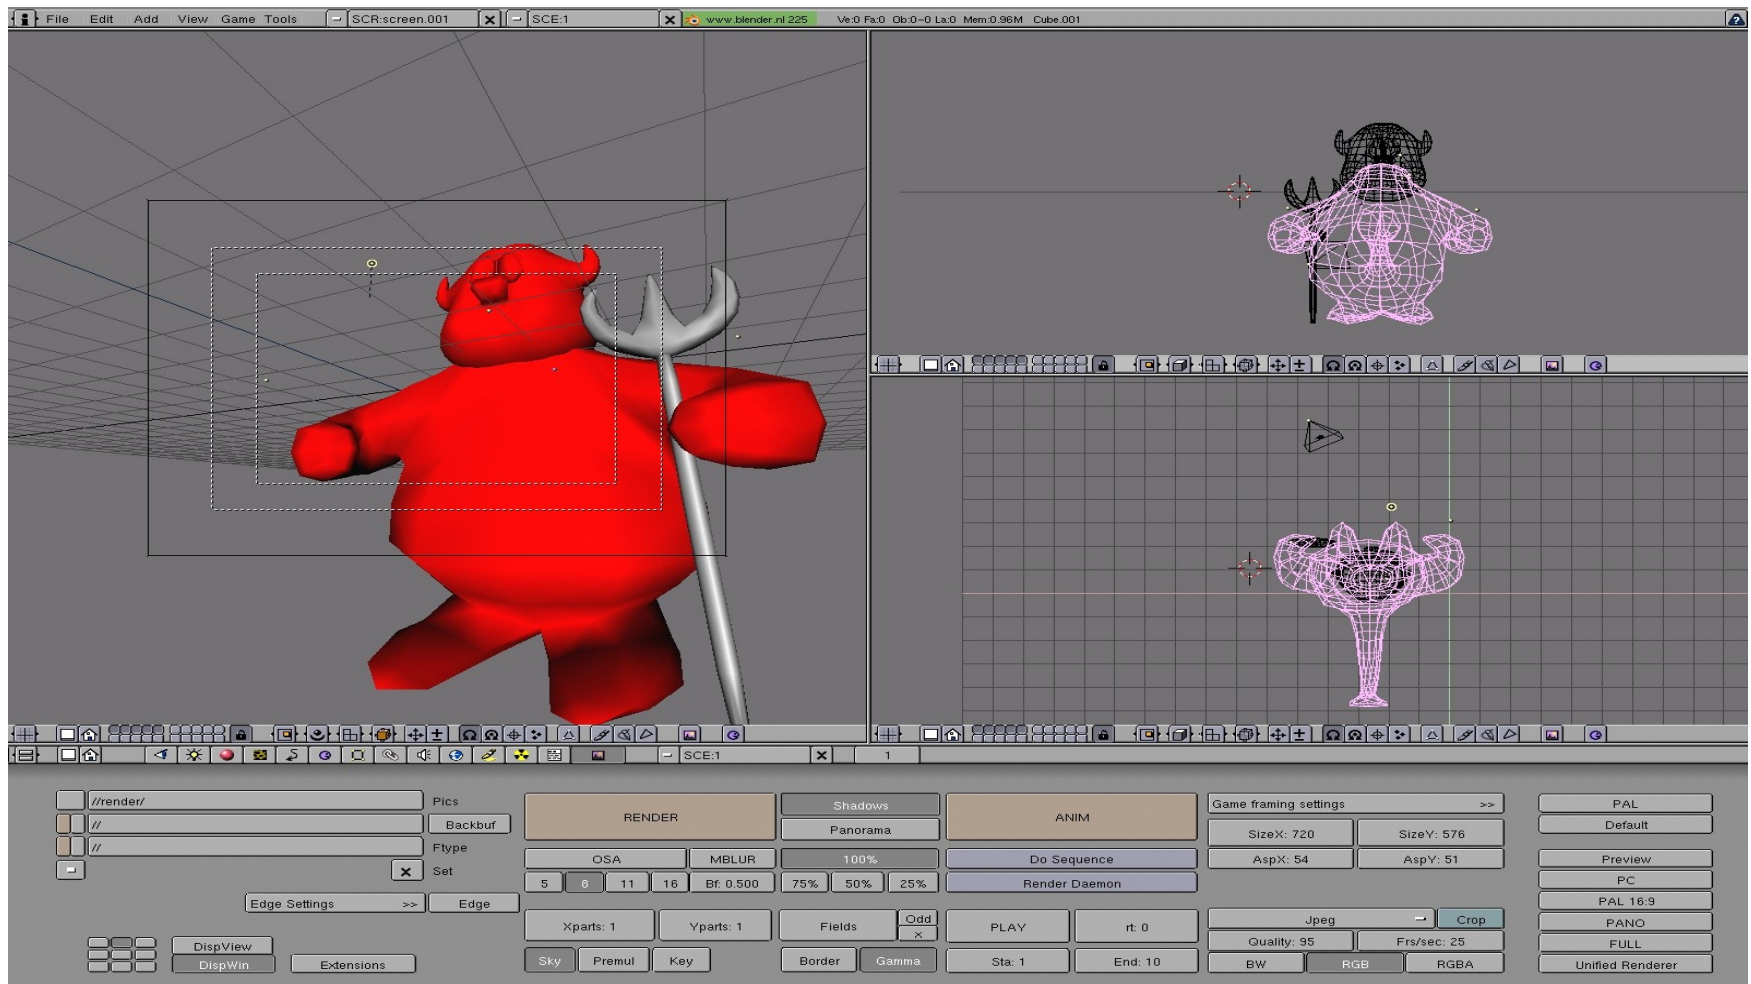 File Edit Add View Game Tools SCR:screen.001 SCE:1 www.blender.nl 225 Ve:0 Fa:0 Ob:0-0 La:0 Mem:0.96M Cube.001
SCE:1 1
//render/ Pics
// Backbuf
// Ftype
Set
Edge Settings >> Edge
DispView
DispWin Extensions
RENDER Shadows ANIM
Panorama
OSA MBLUR 100% Do Sequence
5 8 11 16 Bf: 0.500 75% 50% 25% Render Daemon
Xparts: 1 Yparts: 1 Fields Odd x PLAY rt: 0
Sky Premul Key Border Gamma Sta: 1 End: 10
Game framing settings >>
SizeX: 720 SizeY: 576
AspX: 54 AspY: 51
Jpeg Crop
Quality: 95 Frs/sec: 25
BW RGB RGBA
PAL
Default
Preview
PC
PAL 16:9
PANO
FULL
Unified Renderer